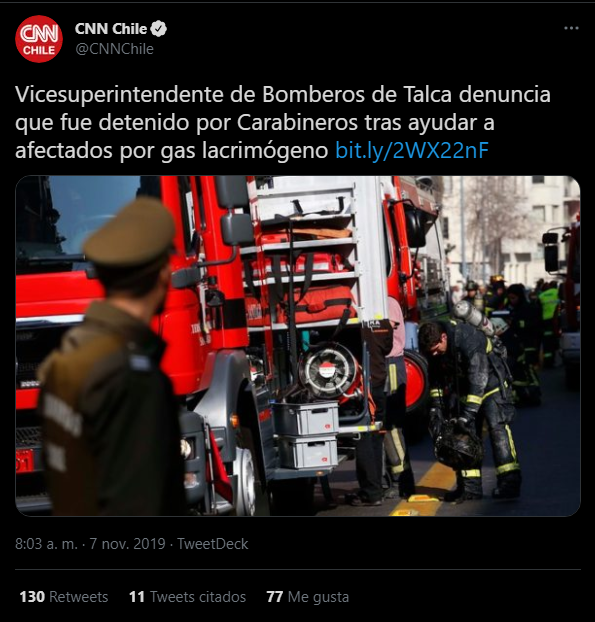 CNN Chile
@CNNChile
CNN
CHILE
Vicesuperintendente de Bomberos de Talca denuncia
que fue detenido por Carabineros tras ayudar a
afectados por gas lacrimógeno bit.ly/2WX22nF
8:03 a. m. · 7 nov. 2019 · TweetDeck
130 Retweets 11 Tweets citados 77 Me gusta